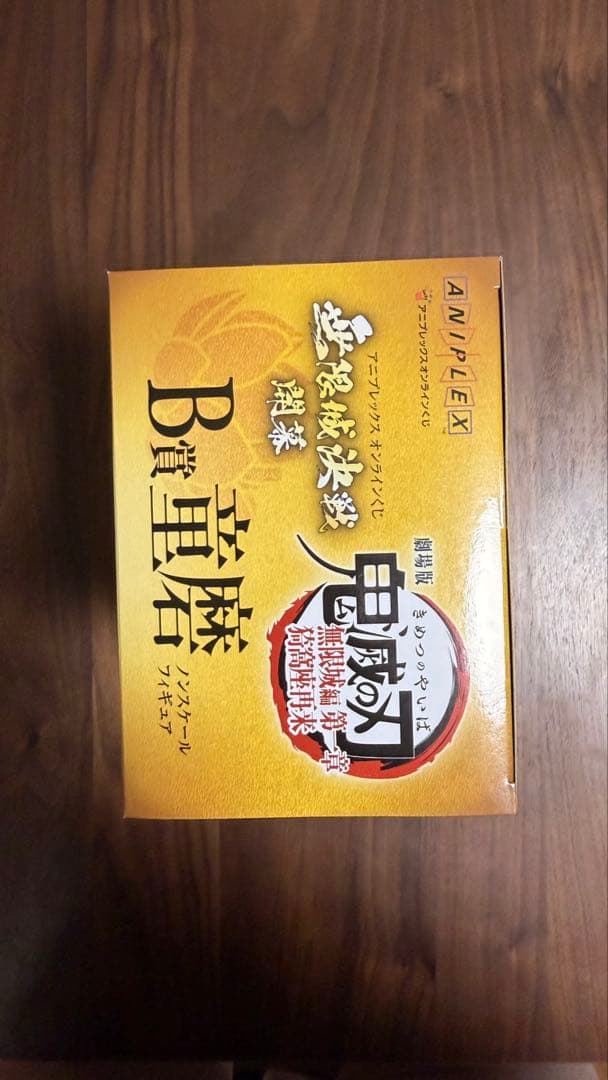 ANIPLEX
アニプレックスオンラインくじ
劇場版
きめつのやいば
鬼滅の刃
無限城編 第一章
猗窩座再来
アニプレックス オンラインくじ
無限城決戦
開幕
B賞 童磨
ノンスケール
フィギュア